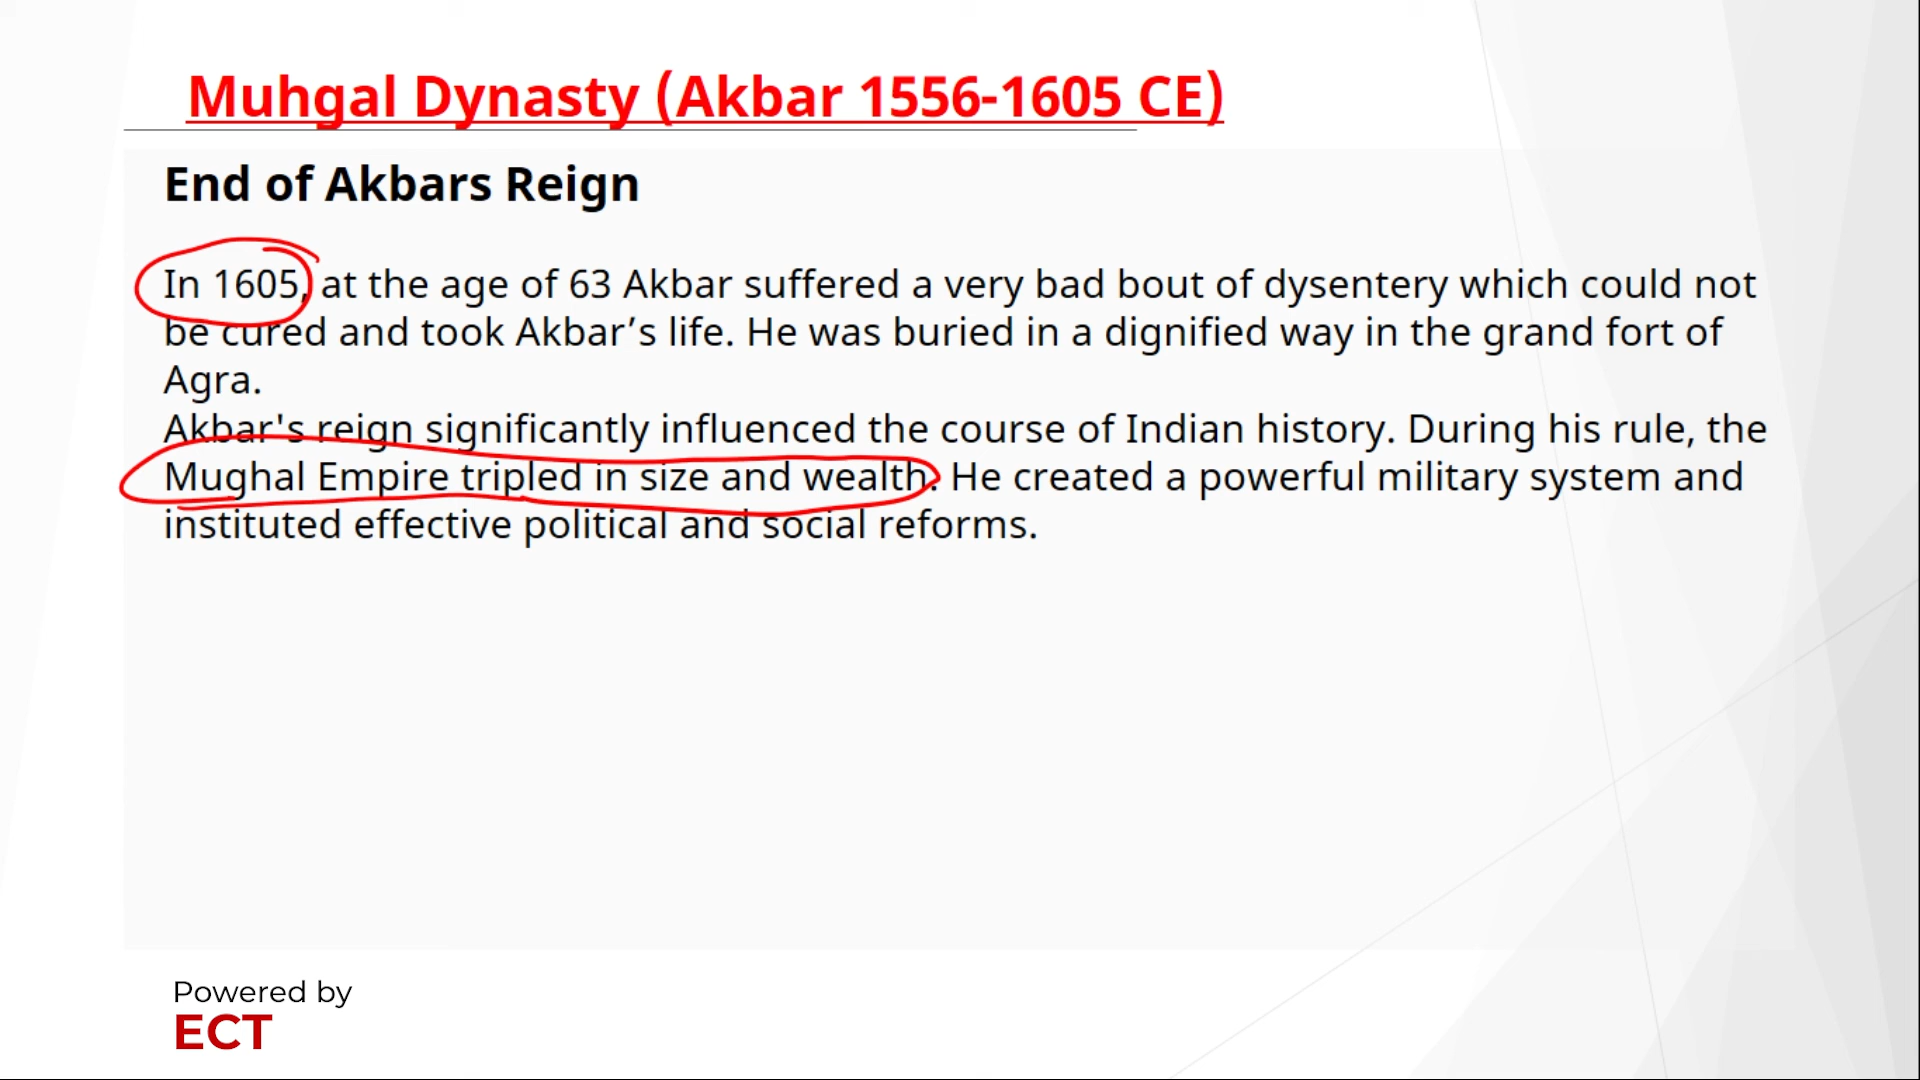 Muhgal Dynasty (Akbar 1556-1605 CE)
End of Akbars Reign
In 1605, at the age of 63 Akbar suffered a very bad bout of dysentery which could not
be cured and took Akbar’s life. He was buried in a dignified way in the grand fort of
Agra.
Akbar's reign significantly influenced the course of Indian history. During his rule, the
Mughal Empire tripled in size and wealth. He created a powerful military system and
instituted effective political and social reforms.
Powered by
ECT